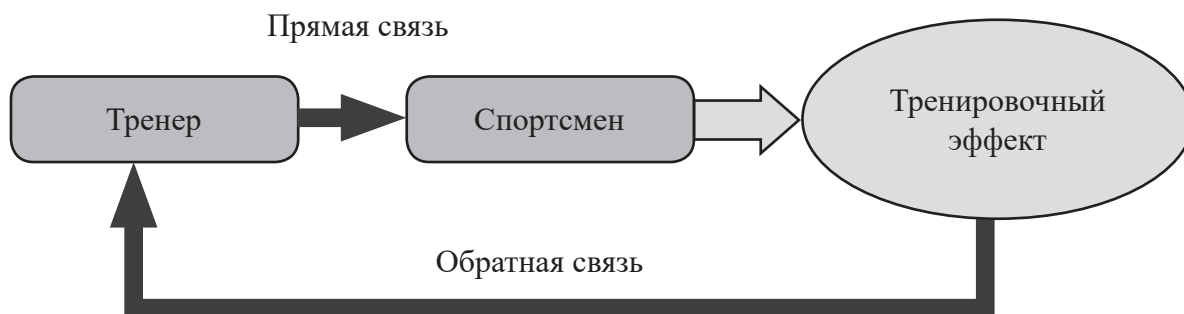 Прямая связь
Тренер
Спортсмен
Тренировочный
эффект
Обратная связь